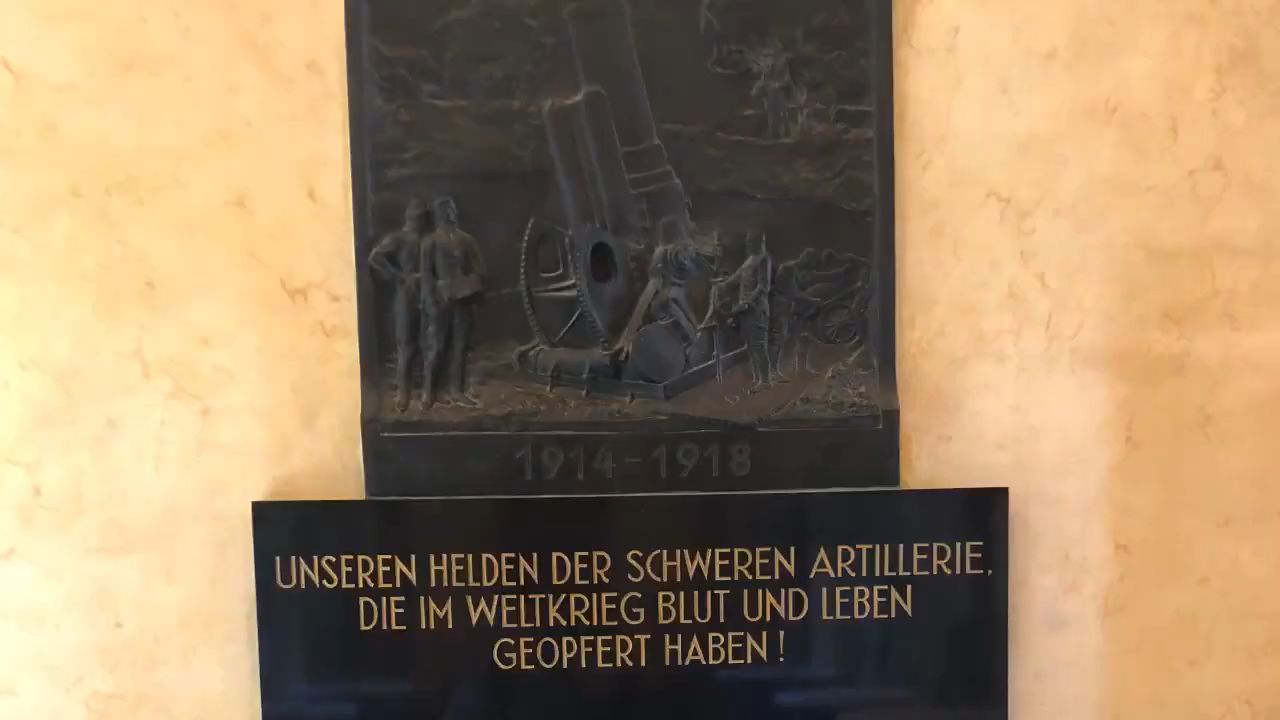 1914-1918
UNSEREN HELDEN DER SCHWEREN ARTILLERIE,
DIE IM WELTKRIEG BLUT UND LEBEN
GEOPFERT HABEN!